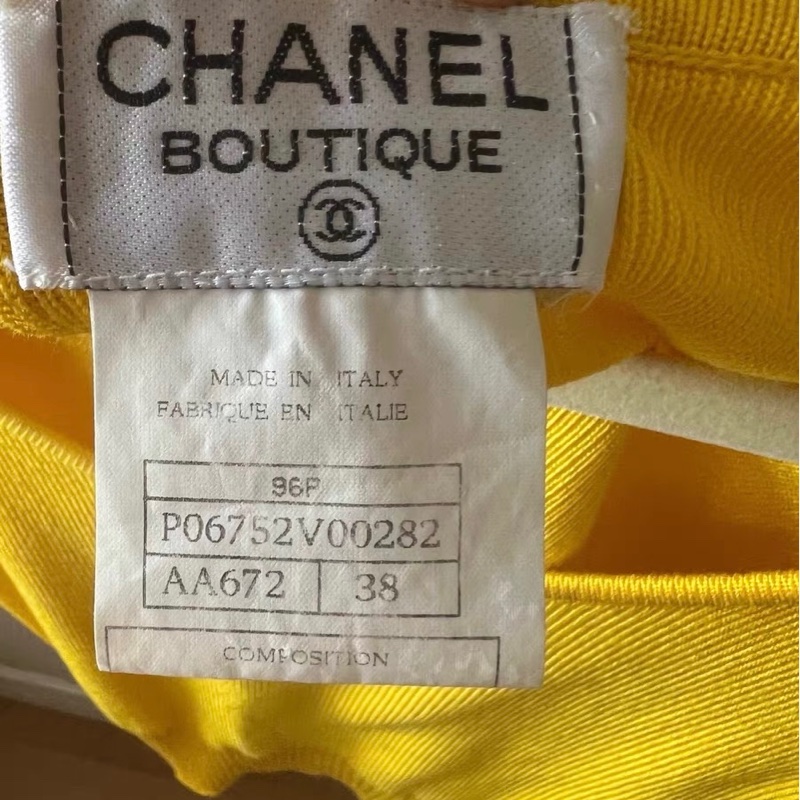 CHANEL
BOUTIQUE
MADE IN ITALY
FABRIQUE EN ITALIE
96P
P06752V00282
AA672 38
COMPOSITION